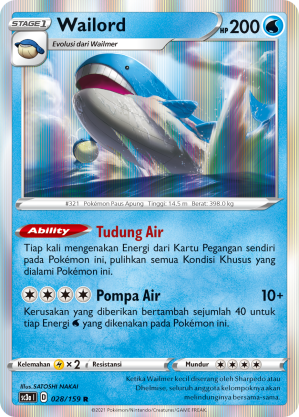 STAGE 1
Wailord
HP 200
Evolusi dari Wailmer
#321 Pokémon Paus Apung Tinggi: 14.5 m Berat: 398.0 kg
Ability Tudung Air
Tiap kali mengenakan Energi dari Kartu Pegangan sendiri
pada Pokémon ini, pulihkan semua Kondisi Khusus yang
dialami Pokémon ini.
Pompa Air 10+
Kerusakan yang diberikan bertambah sejumlah 40 untuk
tiap Energi yang dikenakan pada Pokémon ini.
Kelemahan ×2 Resistansi Mundur
Illus. SATOSHI NAKAI
sc3a I D 028/159 R
Ketika Wailmer kecil diserang oleh Sharpedo atau
Dhelmise, seluruh anggota kelompoknya akan
melindunginya bersama-sama.
©2021 Pokémon/Nintendo/Creatures/GAME FREAK